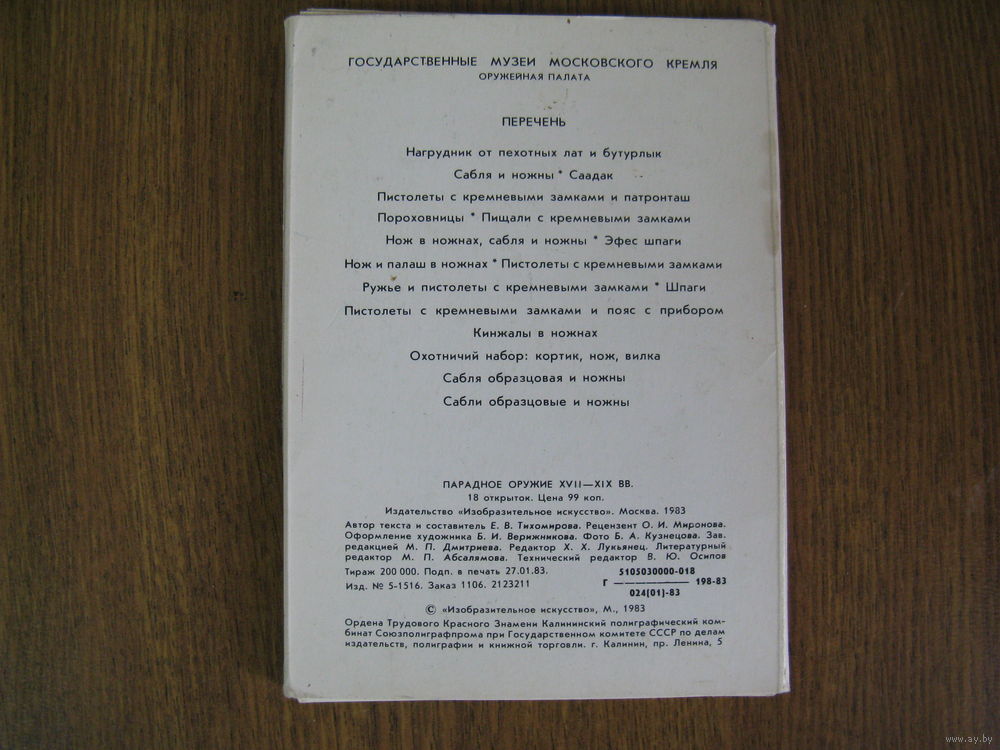 ГОСУДАРСТВЕННЫЕ МУЗЕИ МОСКОВСКОГО КРЕМЛЯ
ОРУЖЕЙНАЯ ПАЛАТА
ПЕРЕЧЕНЬ
Нагрудник от пехотных лат и бутурлык
Сабля и ножны * Саадак
Пистолеты с кремневыми замками и патронташ
Пороховницы * Пищали с кремневыми замками
Нож в ножнах, сабля и ножны * Эфес шпаги
Нож и палаш в ножнах * Пистолеты с кремневыми замками
Ружье и пистолеты с кремневыми замками * Шпаги
Пистолеты с кремневыми замками и пояс с прибором
Кинжалы в ножнах
Охотничий набор: кортик, нож, вилка
Сабля образцовая и ножны
Сабли образцовые и ножны
ПАРАДНОЕ ОРУЖИЕ XVII—XIX ВВ.
18 открыток. Цена 99 коп.
Издательство «Изобразительное искусство». Москва. 1983
Автор текста и составитель Е. В. Тихомирова. Рецензент О. И. Миронова.
Оформление художника Б. И. Верижникова. Фото Б. А. Кузнецова. Зав.
редакцией М. П. Дмитриева. Редактор Х. Х. Лукьянец. Литературный
редактор М. П. Абсалямова. Технический редактор В. Ю. Осипов
Тираж 200 000. Подп. в печать 27.01.83.
Изд. № 5-1516. Заказ 1106. 2123211
5105030000-018
Г ———— 198-83
024(01)-83
© «Изобразительное искусство», М., 1983
Ордена Трудового Красного Знамени Калининский полиграфический ком-
бинат Союзполиграфпрома при Государственном комитете СССР по делам
издательств, полиграфии и книжной торговли. г. Калинин, пр. Ленина, 5
www.ay.by